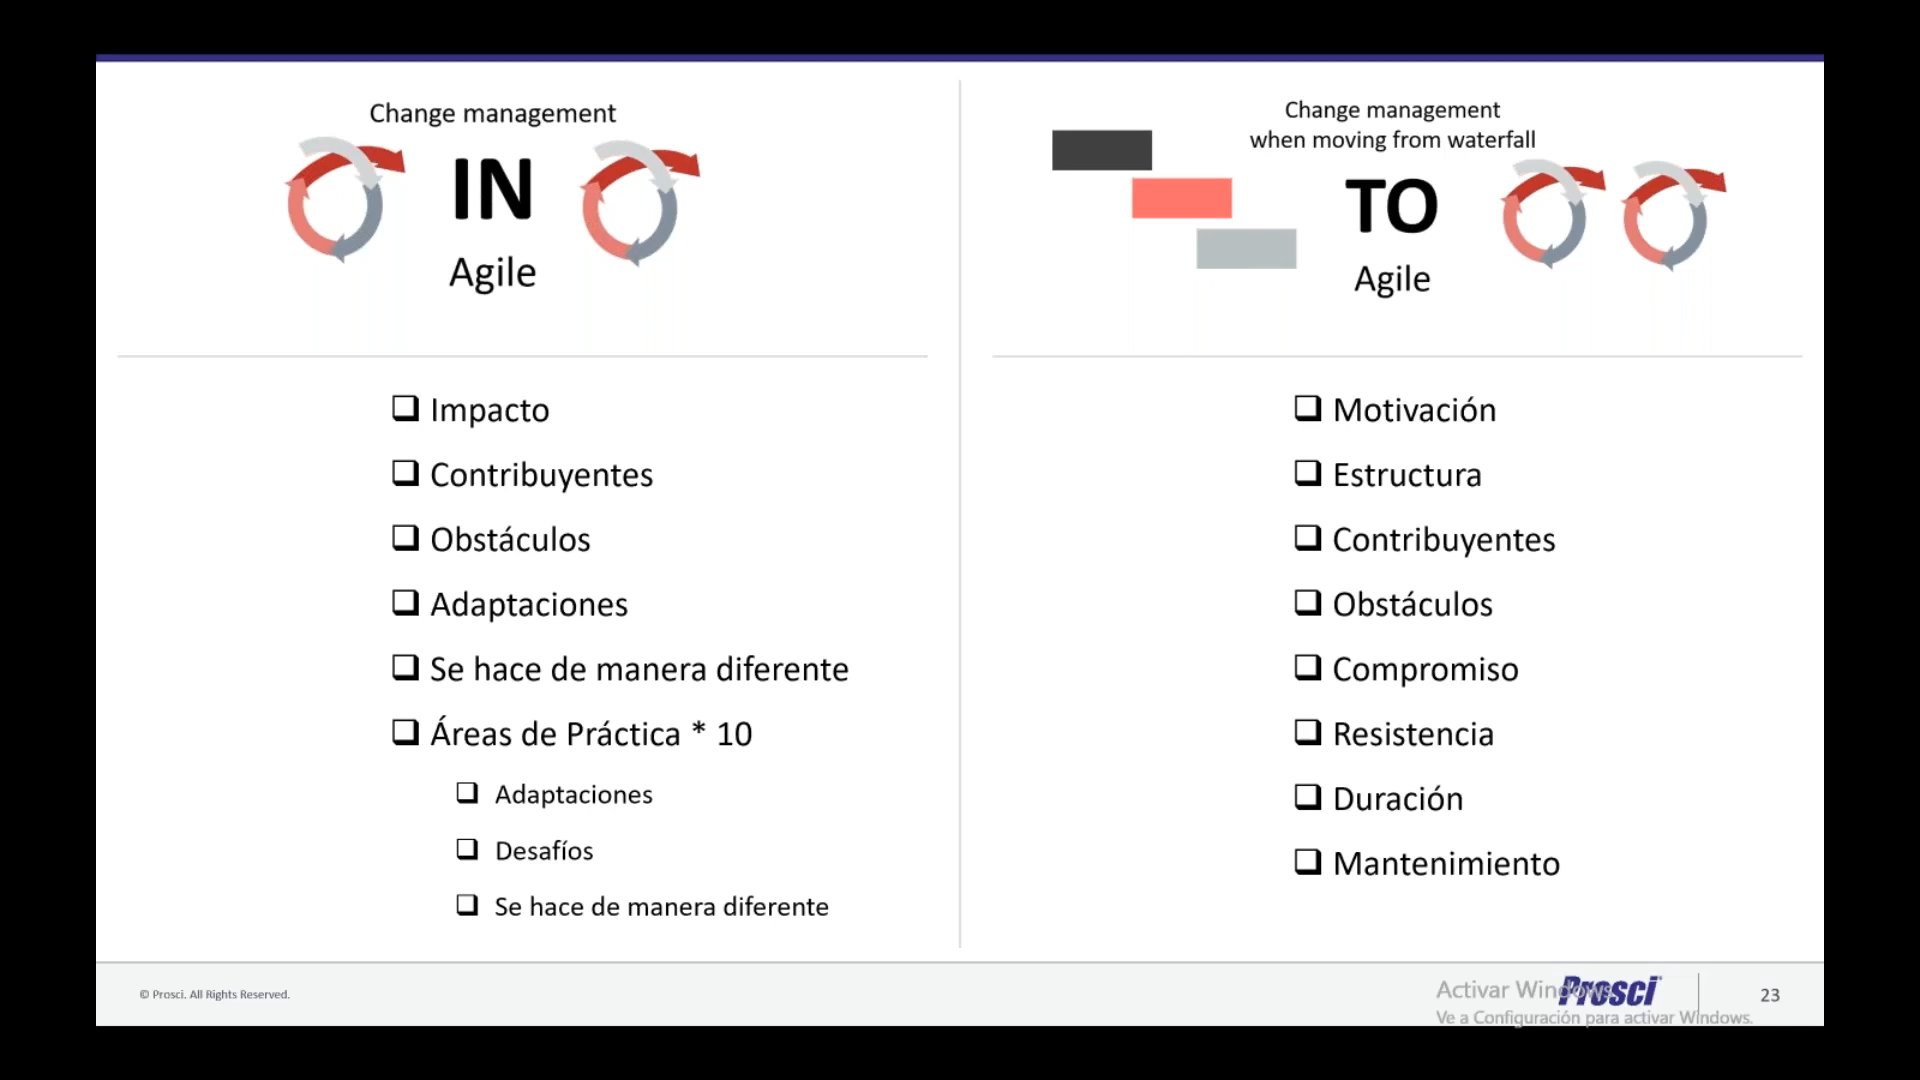 Change management
IN
Agile
Impacto
Contribuyentes
Obstáculos
Adaptaciones
Se hace de manera diferente
Áreas de Práctica * 10
Adaptaciones
Desafíos
Se hace de manera diferente
Change management
when moving from waterfall
TO
Agile
Motivación
Estructura
Contribuyentes
Obstáculos
Compromiso
Resistencia
Duración
Mantenimiento
© Prosci. All Rights Reserved.
Activar Windows
Prosci
23
Ve a Configuración para activar Windows.